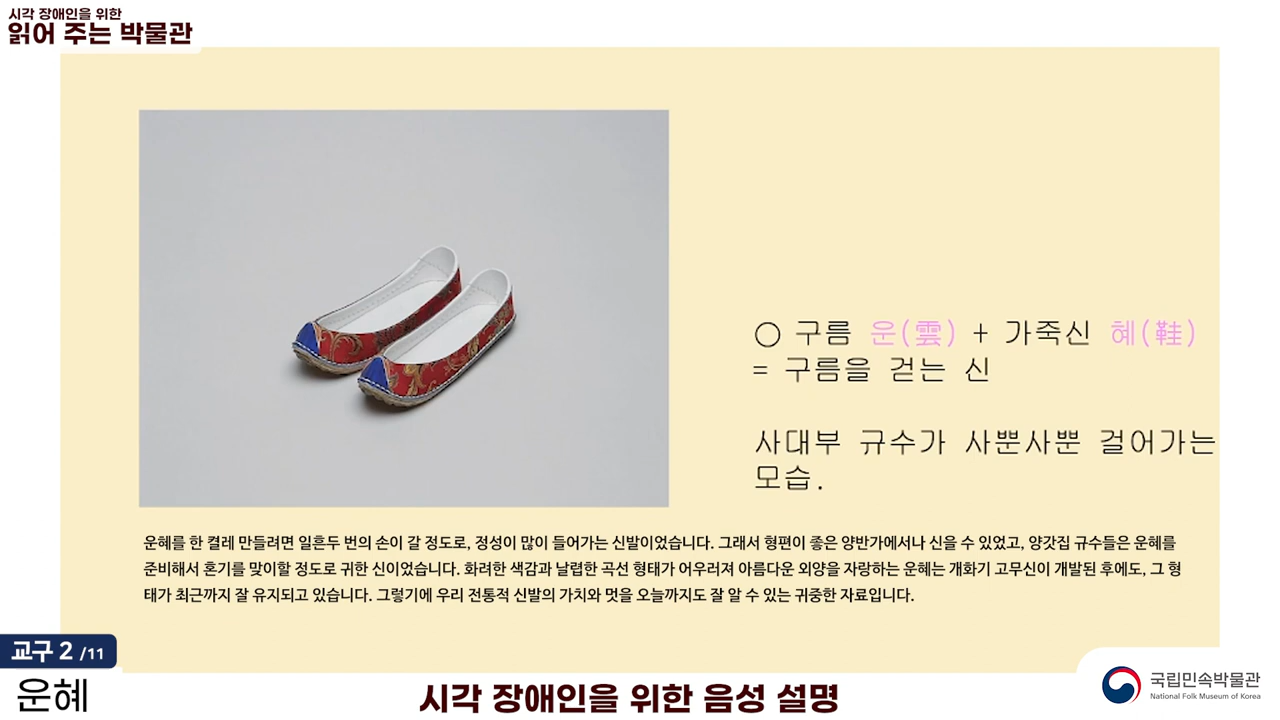 시각 장애인을 위한
읽어 주는 박물관
○ 구름 운(雲) + 가죽신 혜(鞋)
= 구름을 걷는 신
사대부 규수가 사뿐사뿐 걸어가는
모습.
운혜를 한 켤레 만들려면 일흔두 번의 손이 갈 정도로, 정성이 많이 들어가는 신발이었습니다. 그래서 형편이 좋은 양반가에서나 신을 수 있었고, 양갓집 규수들은 운혜를
준비해서 혼기를 맞이할 정도로 귀한 신이었습니다. 화려한 색감과 날렵한 곡선 형태가 어우러져 아름다운 외양을 자랑하는 운혜는 개화기 고무신이 개발된 후에도, 그 형
태가 최근까지 잘 유지되고 있습니다. 그렇기에 우리 전통적 신발의 가치와 멋을 오늘까지도 잘 알 수 있는 귀중한 자료입니다.
교구 2 /11
운혜
시각 장애인을 위한 음성 설명
국립민속박물관
National Folk Museum of Korea